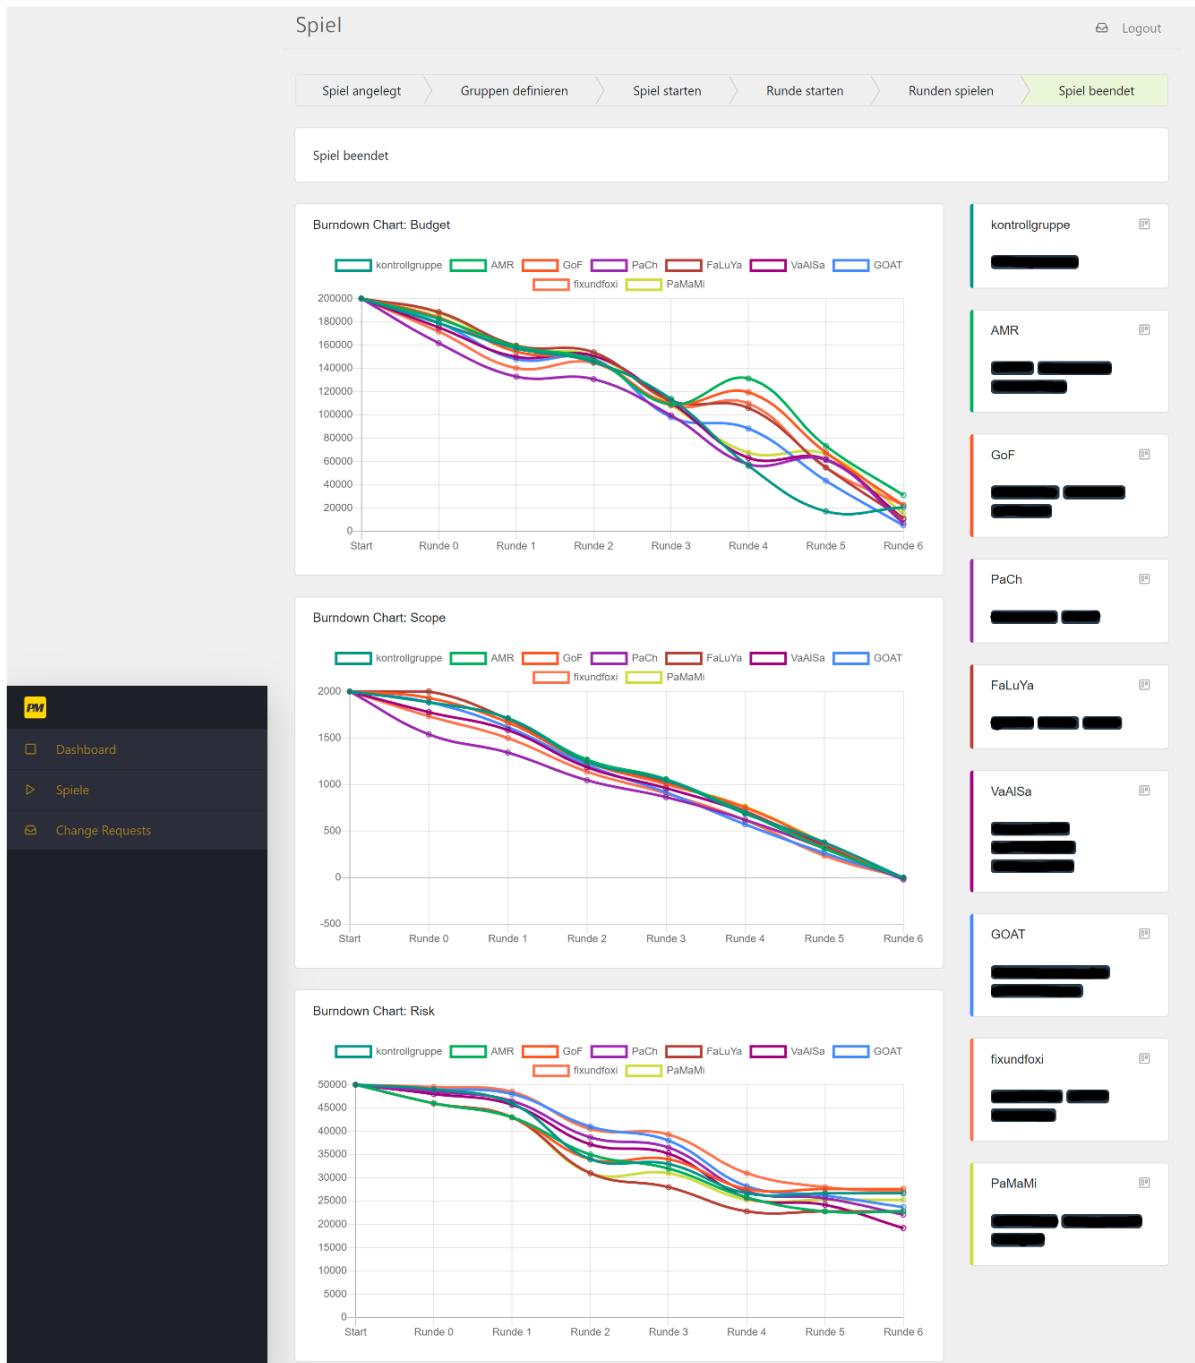 Spiel
Logout
Spiel angelegt
Gruppen definieren
Spiel starten
Runde starten
Runden spielen
Spiel beendet
Spiel beendet
Burndown Chart: Budget
kontrollgruppe AMR GoF PaCh FaLuYa VaAlSa GOAT
fixundfoxi PaMaMi
200000
180000
160000
140000
120000
100000
80000
60000
40000
20000
0
Start Runde 0 Runde 1 Runde 2 Runde 3 Runde 4 Runde 5 Runde 6
Burndown Chart: Scope
kontrollgruppe AMR GoF PaCh FaLuYa VaAlSa GOAT
fixundfoxi PaMaMi
2000
1500
1000
500
0
-500
Start Runde 0 Runde 1 Runde 2 Runde 3 Runde 4 Runde 5 Runde 6
Burndown Chart: Risk
kontrollgruppe AMR GoF PaCh FaLuYa VaAlSa GOAT
fixundfoxi PaMaMi
50000
45000
40000
35000
30000
25000
20000
15000
10000
5000
0
Start Runde 0 Runde 1 Runde 2 Runde 3 Runde 4 Runde 5 Runde 6
kontrollgruppe
AMR
GoF
PaCh
FaLuYa
VaAlSa
GOAT
fixundfoxi
PaMaMi
PM
Dashboard
Spiele
Change Requests